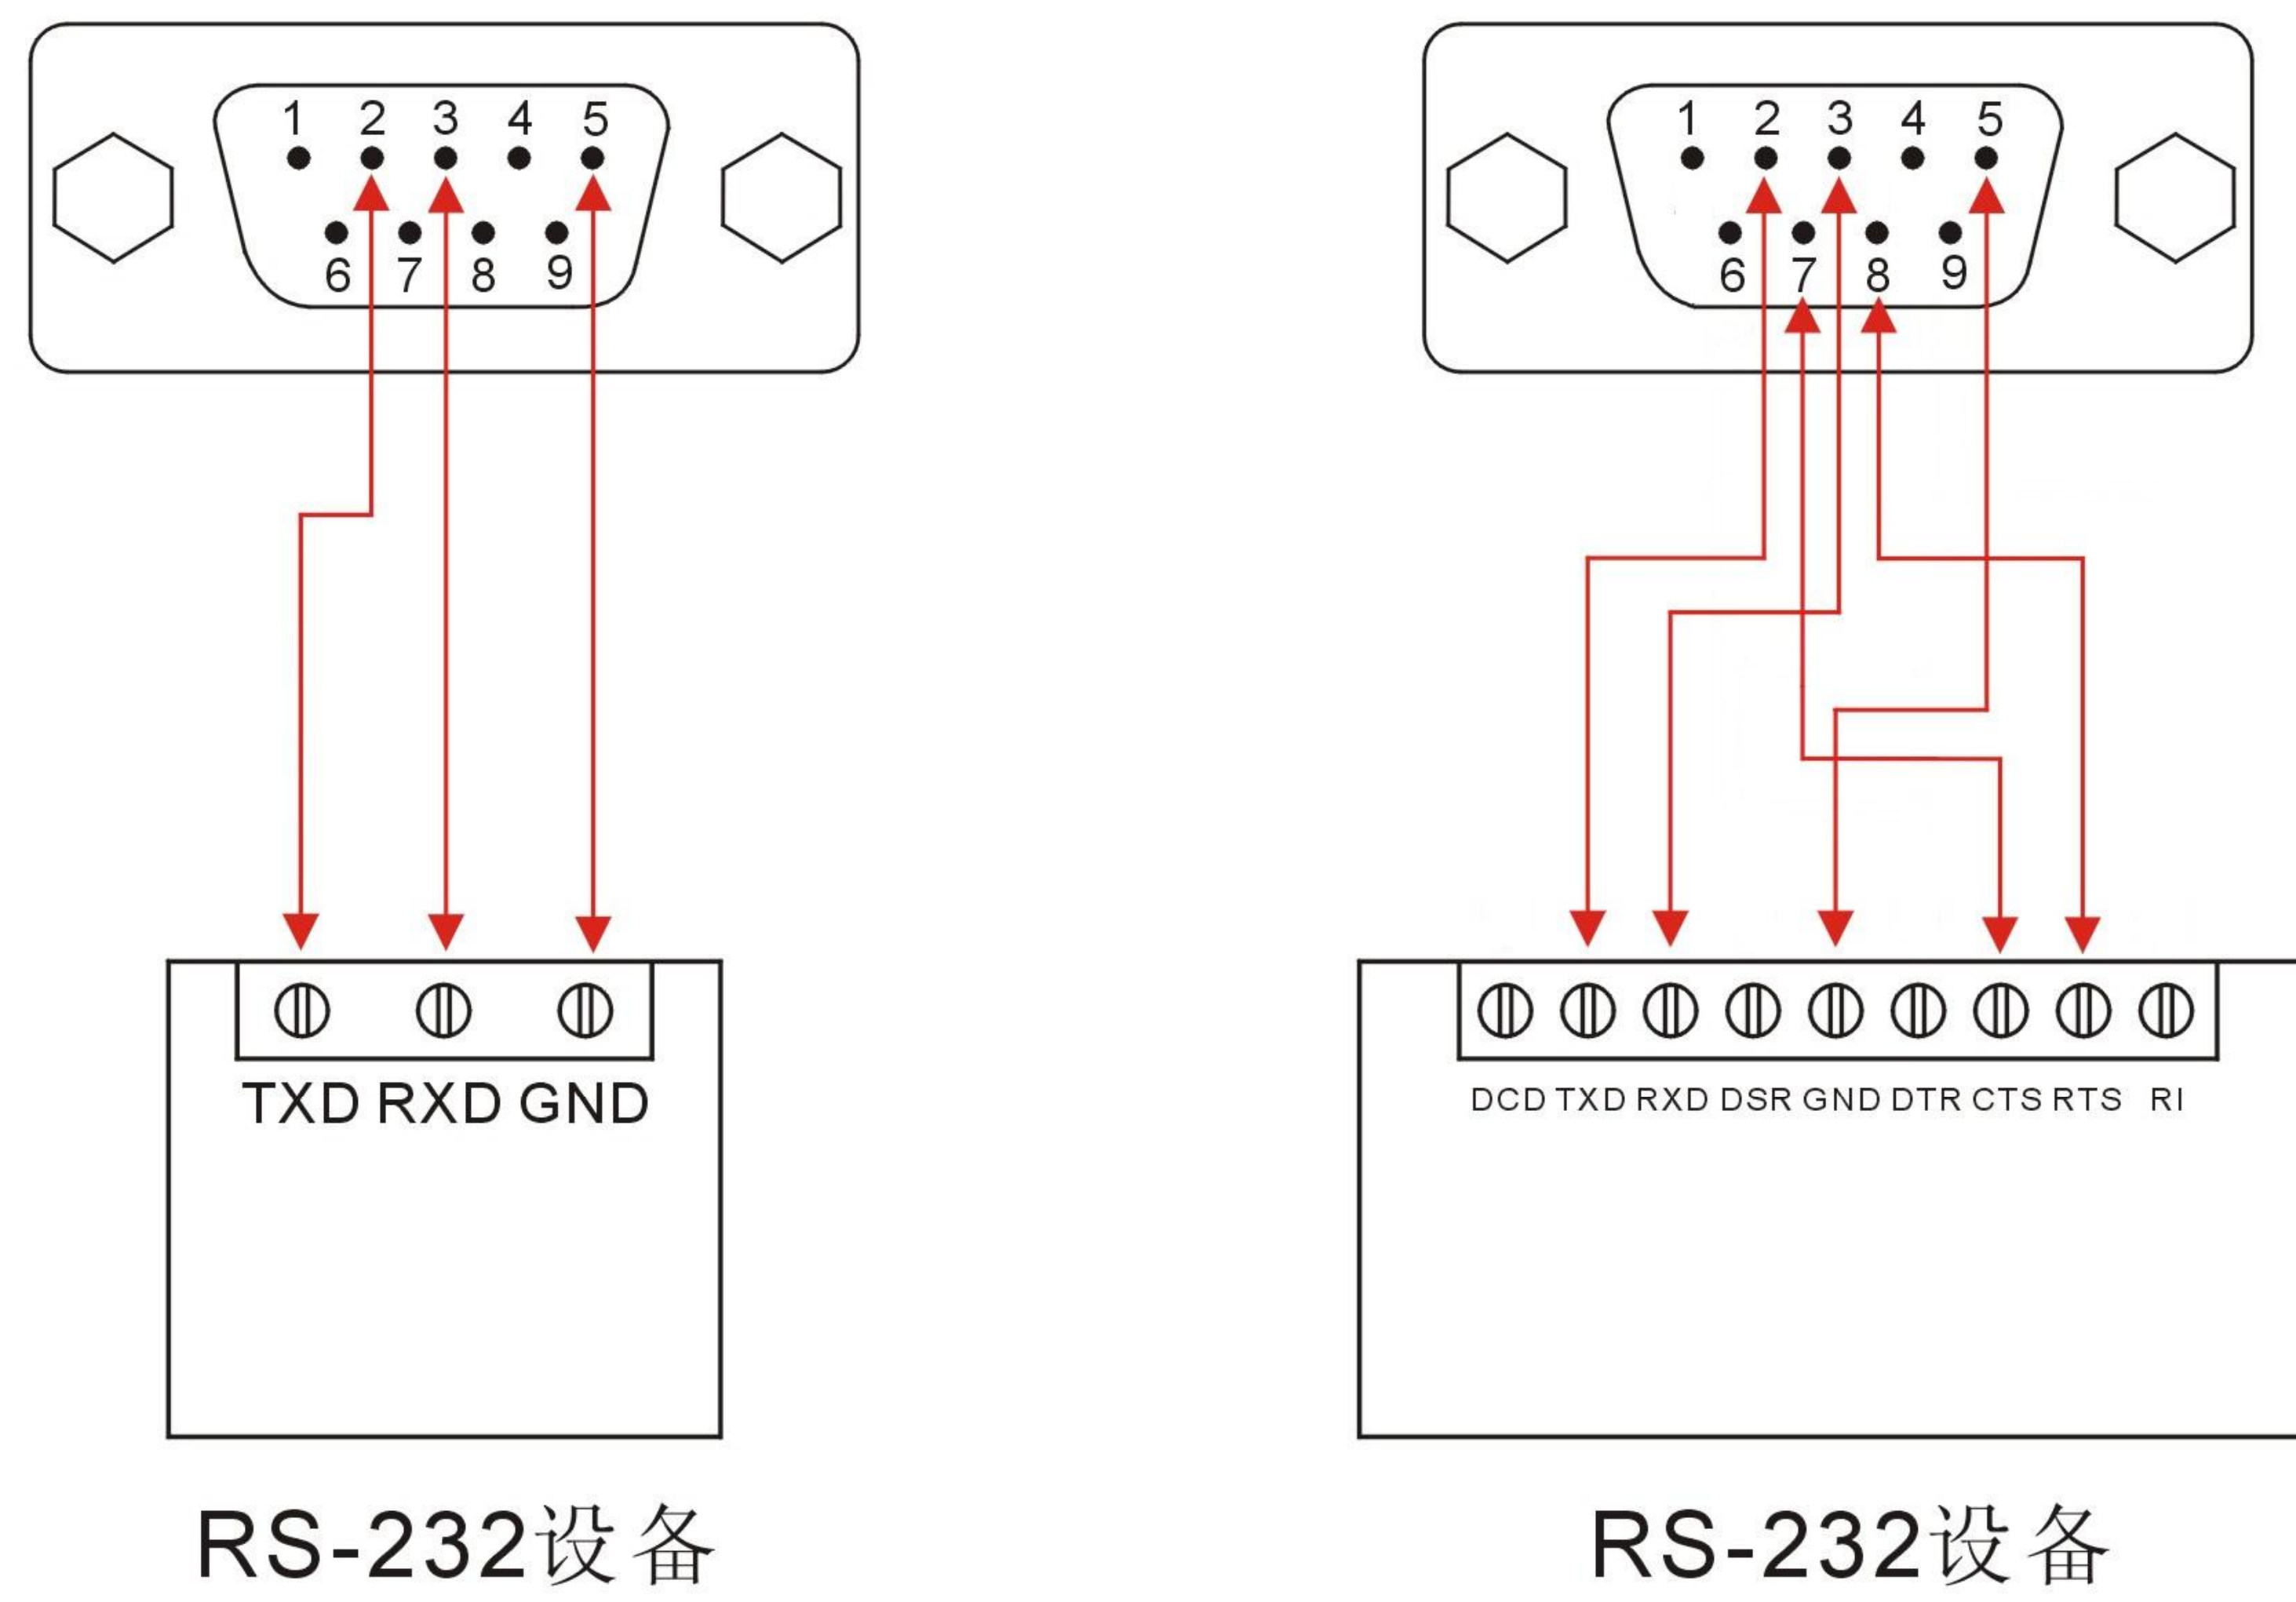 1 2 3 4 5
6 7 8 9
TXD RXD GND
RS-232设备
1 2 3 4 5
6 7 8 9
DCD TXD RXD DSR GND DTR CTS RTS RI
RS-232设备